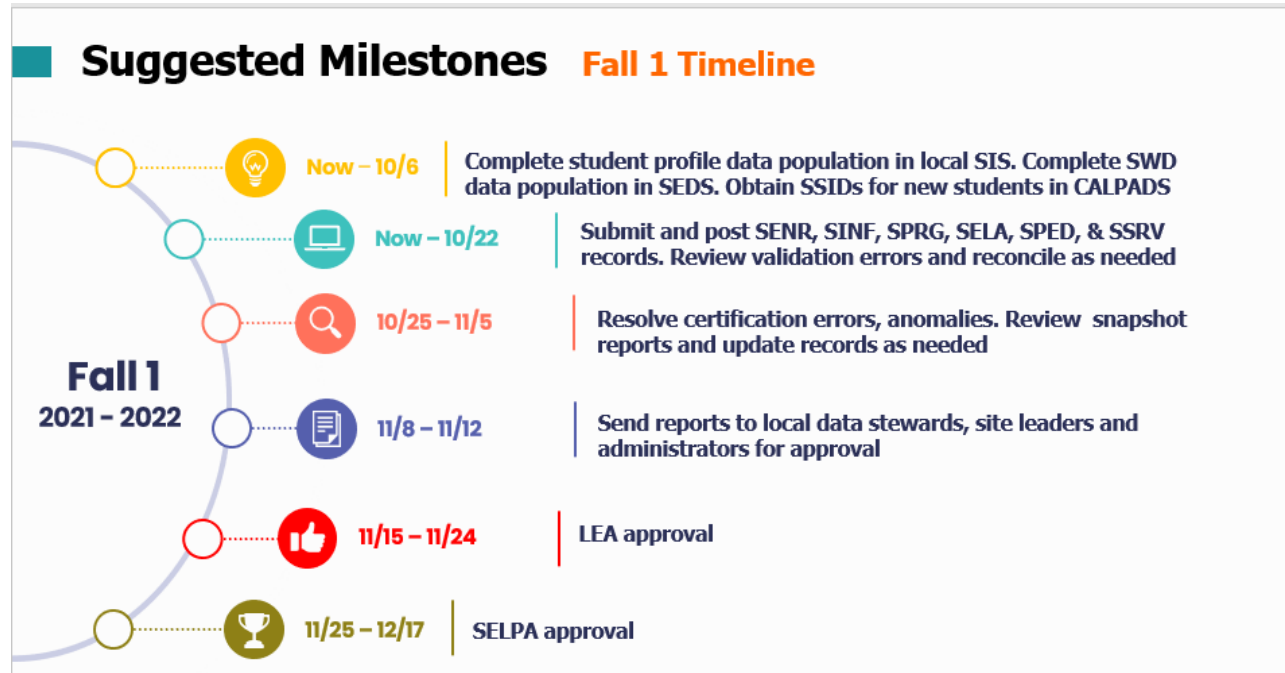 Suggested Milestones Fall 1 Timeline
Now – 10/6
Complete student profile data population in local SIS. Complete SWD
data population in SEDS. Obtain SSIDs for new students in CALPADS
Now – 10/22
Submit and post SENR, SINF, SPRG, SELA, SPED, & SSRV
records. Review validation errors and reconcile as needed
10/25 – 11/5
Resolve certification errors, anomalies. Review snapshot
reports and update records as needed
Fall 1
2021 – 2022
11/8 – 11/12
Send reports to local data stewards, site leaders and
administrators for approval
11/15 – 11/24
LEA approval
11/25 – 12/17
SELPA approval